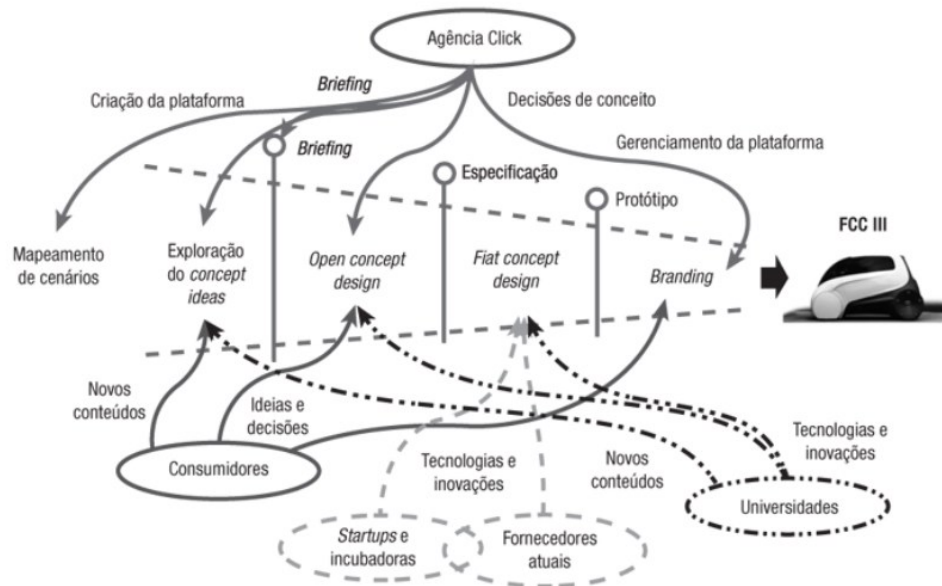 Agência Click
Briefing
Criação da plataforma
Decisões de conceito
Briefing
Gerenciamento da plataforma
Especificação
Protótipo
FCC III
Mapeamento
de cenários
Exploração
do concept
ideas
Open concept
design
Fiat concept
design
Branding
Novos
conteúdos
Ideias e
decisões
Consumidores
Tecnologias e
inovações
Novos
conteúdos
Tecnologias e
inovações
Universidades
Startups e
incubadoras
Fornecedores
atuais